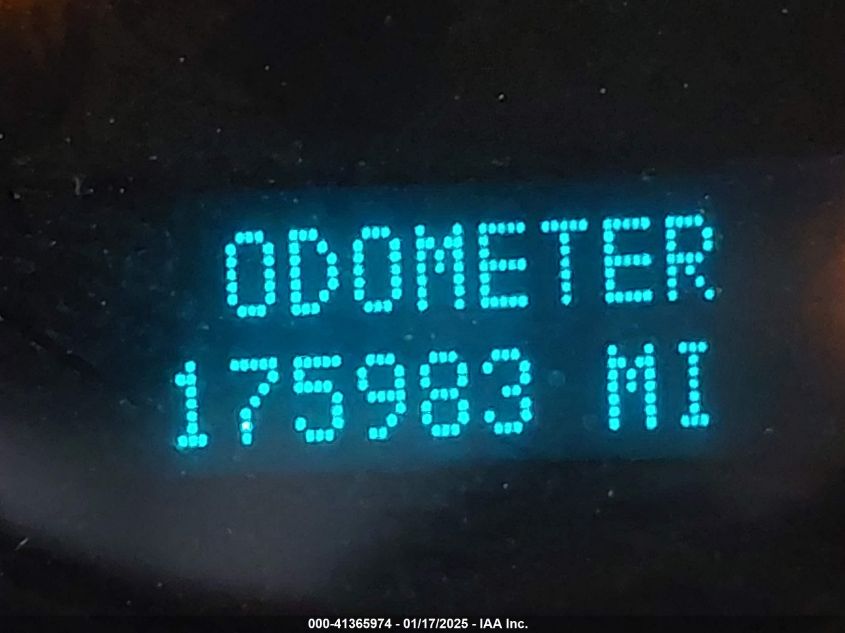 ODOMETER
175983 MI
000-41365974 - 01/17/2025 - IAA Inc.